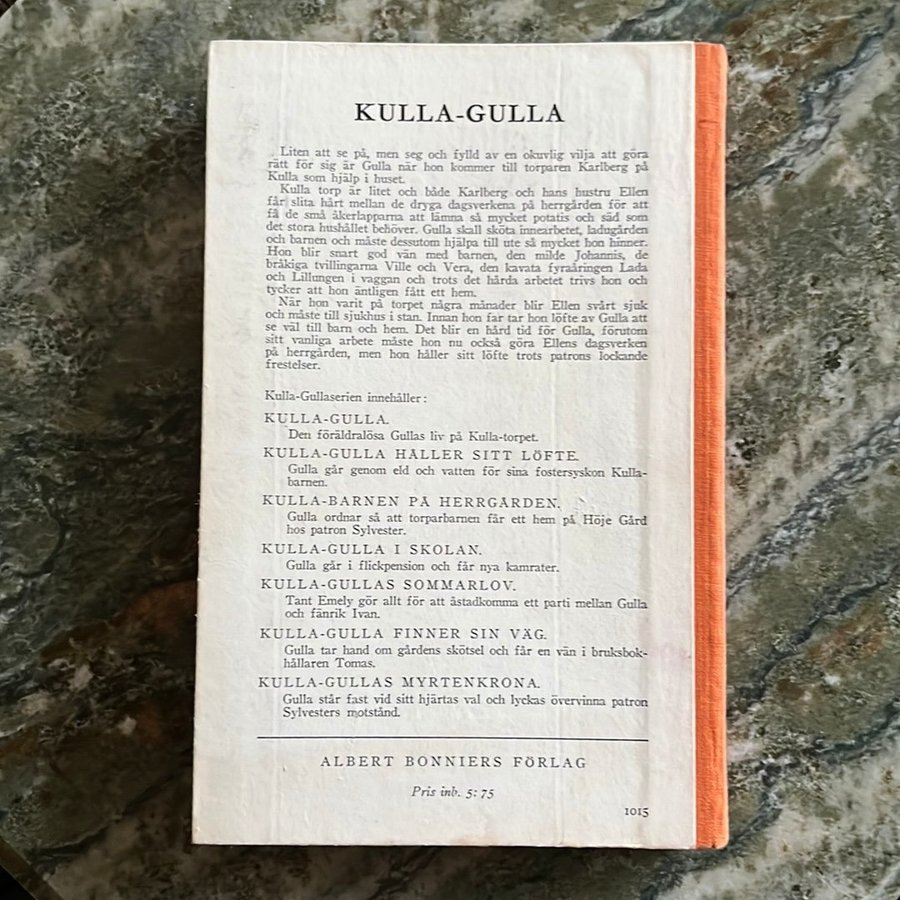 KULLA-GULLA
Liten att se på, men seg och fylld av en okuvlig vilja att göra
rätt för sig är Gulla när hon kommer till torparen Karlberg på
Kulla som hjälp i huset.
Kulla torp är litet och både Karlberg och hans hustru Ellen
får slita hårt mellan de dryga dagsverkena på herrgården för att
få de små åkerlapparna att lämna så mycket potatis och säd som
det stora hushållet behöver. Gulla skall sköta innearbetet, ladugården
och barnen och måste dessutom hjälpa till ute så mycket hon hinner.
Hon blir snart god vän med barnen, den milde Johannis, de
bråkiga tvillingarna Ville och Vera, den kavata fyraåringen Lada
och Lillungen i vaggan och trots det hårda arbetet trivs hon och
tycker att hon äntligen fått ett hem.
När hon varit på torpet några månader blir Ellen svårt sjuk
och måste till sjukhus i stan. Innan hon far tar hon löfte av Gulla att
se väl till barn och hem. Det blir en hård tid för Gulla, förutom
sitt vanliga arbete måste hon nu också göra Ellens dagsverken
på herrgården, men hon håller sitt löfte trots patrons lockande
frestelser.
Kulla-Gullaserien innehåller:
KULLA-GULLA.
Den föräldralösa Gullas liv på Kulla-torpet.
KULLA-GULLA HÅLLER SITT LÖFTE.
Gulla går genom eld och vatten för sina fostersyskon Kulla-
barnen.
KULLA-BARNEN PÅ HERRGÅRDEN.
Gulla ordnar så att torparbarnen får ett hem på Höje Gård
hos patron Sylvester.
KULLA-GULLA I SKOLAN.
Gulla går i flickpension och får nya kamrater.
KULLA-GULLAS SOMMARLOV.
Tant Emely gör allt för att åstadkomma ett parti mellan Gulla
och fänrik Ivan.
KULLA-GULLA FINNER SIN VÄG.
Gulla tar hand om gårdens skötsel och får en vän i bruksbok-
hållaren Tomas.
KULLA-GULLAS MYRTENKRONA.
Gulla står fast vid sitt hjärtas val och lyckas övervinna patron
Sylvesters motstånd.
ALBERT BONNIERS FÖRLAG
Pris inb. 5: 75
1015